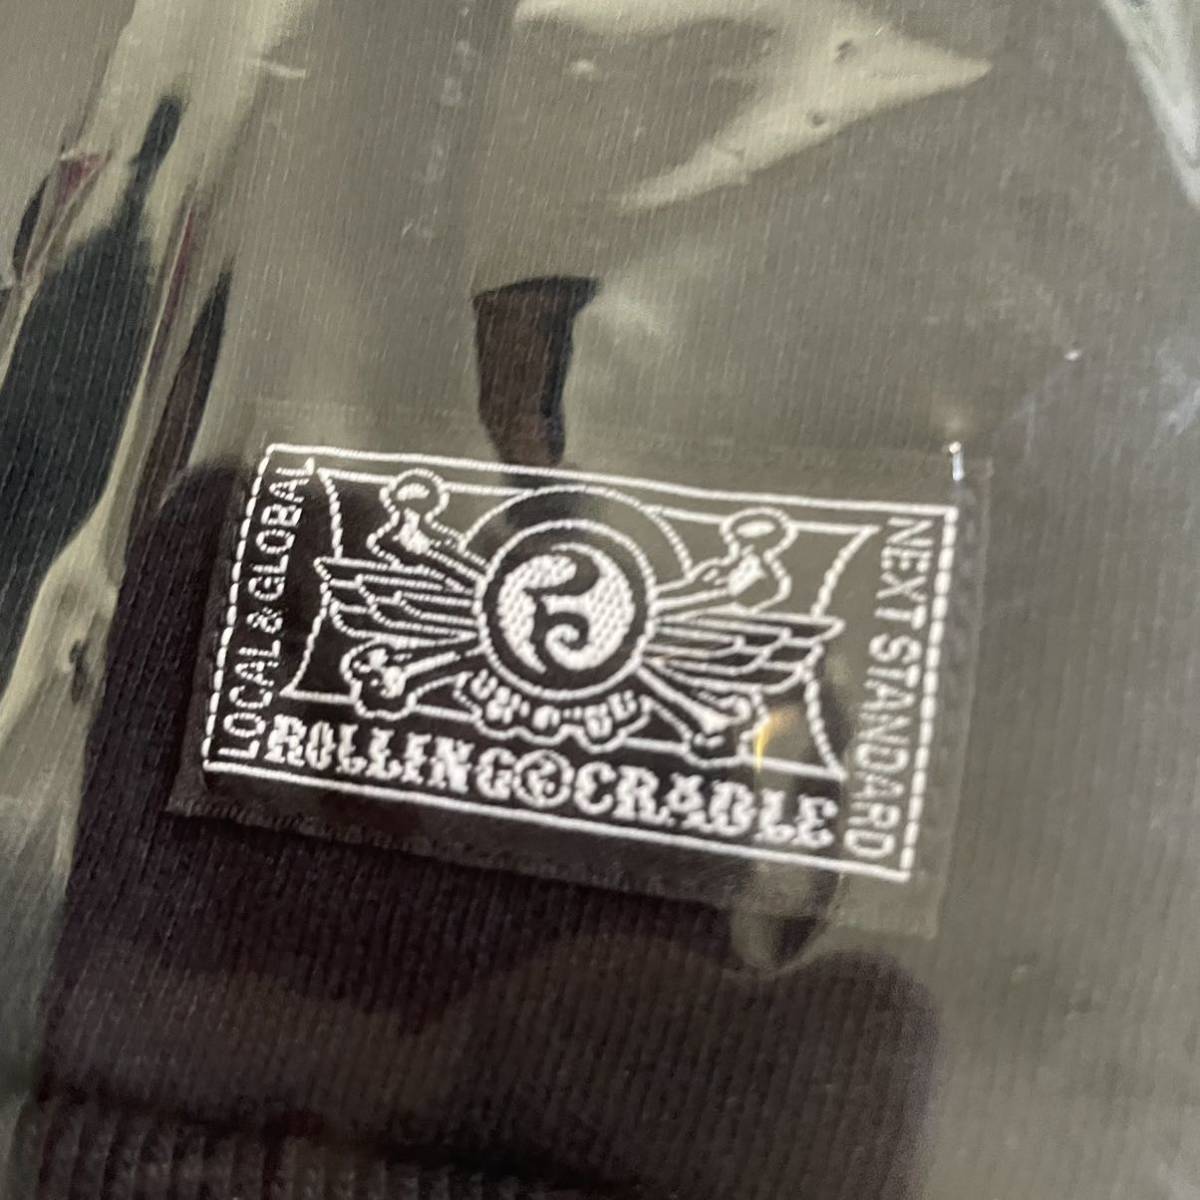 LOCAL & GLOBAL
NEXT STANDARD
ROLLING CRADLE